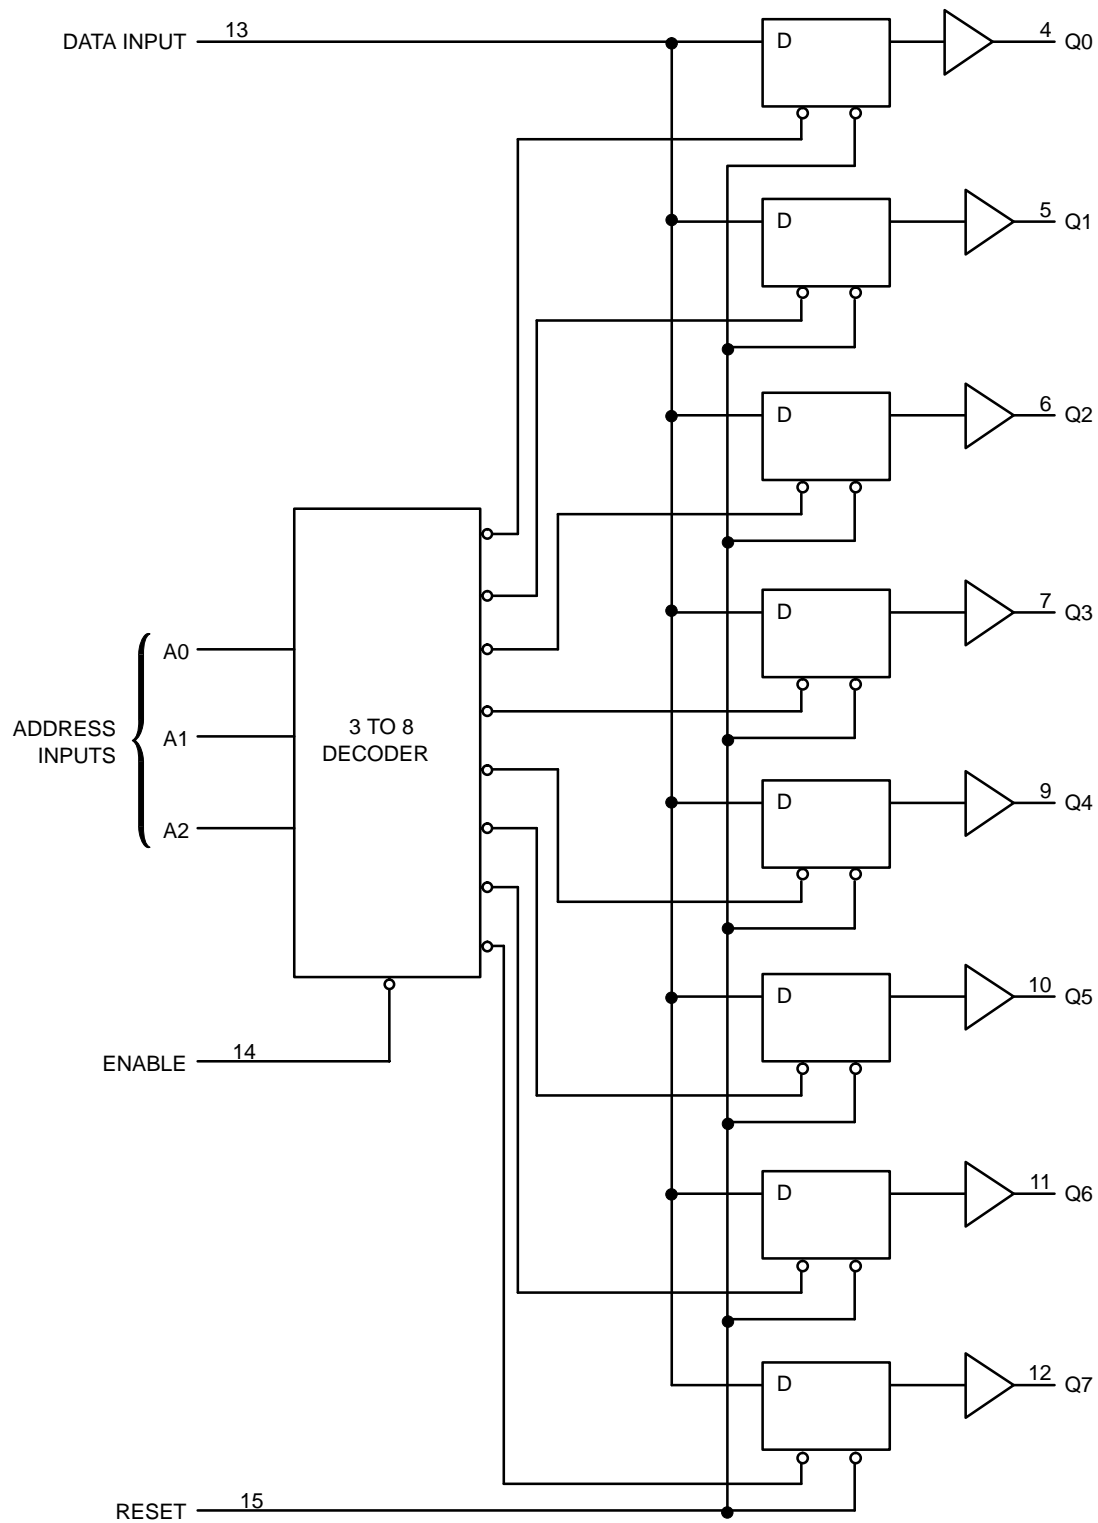 DATA INPUT 13 D 4 Q0
D 5 Q1
D 6 Q2
D 7 Q3
A0
ADDRESS INPUTS
A1
3 TO 8
DECODER
A2
D 9 Q4
D 10 Q5
ENABLE 14
D 11 Q6
D 12 Q7
RESET 15